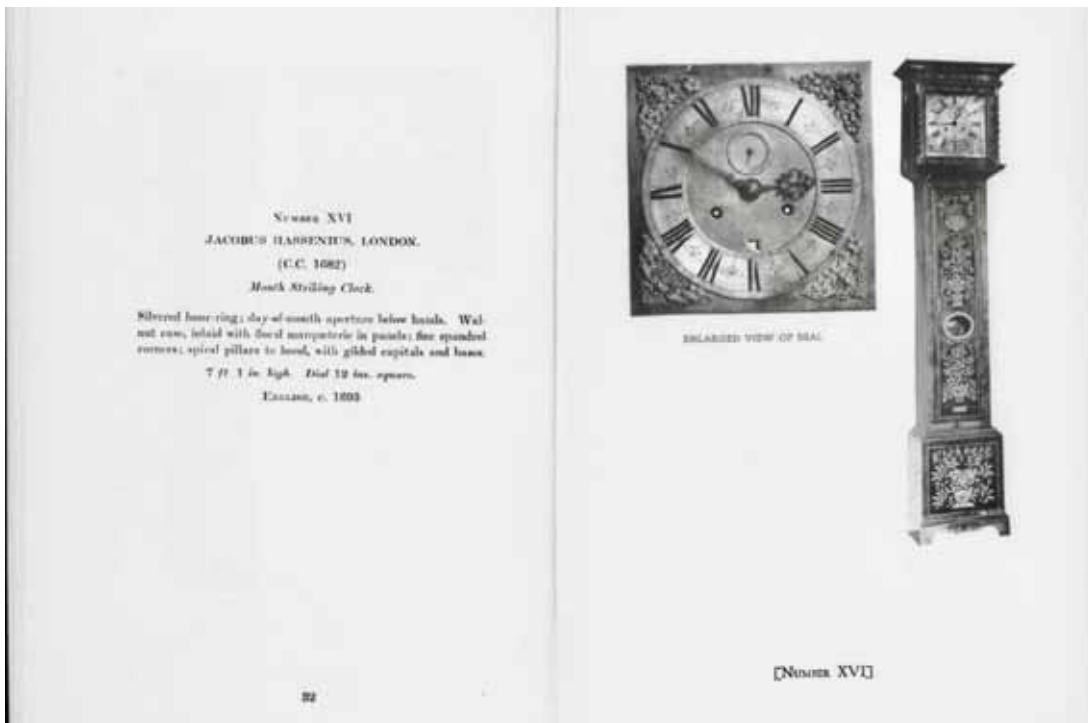 NUMBER XVI
JACOBUS HASSENIUS, LONDON.
(C.C. 1682)
Month Striking Clock.
Silvered hour-ring; day-of-month aperture below hands. Wal-
nut case, inlaid with floral marqueterie in panels; fine spandrel
corners; spiral pillars to hood, with gilded capitals and bases.
7 ft 1 in. high. Dial 12 ins. square.
ENGLISH, c.
32
ENLARGED VIEW OF DIAL
[NUMBER XVI]